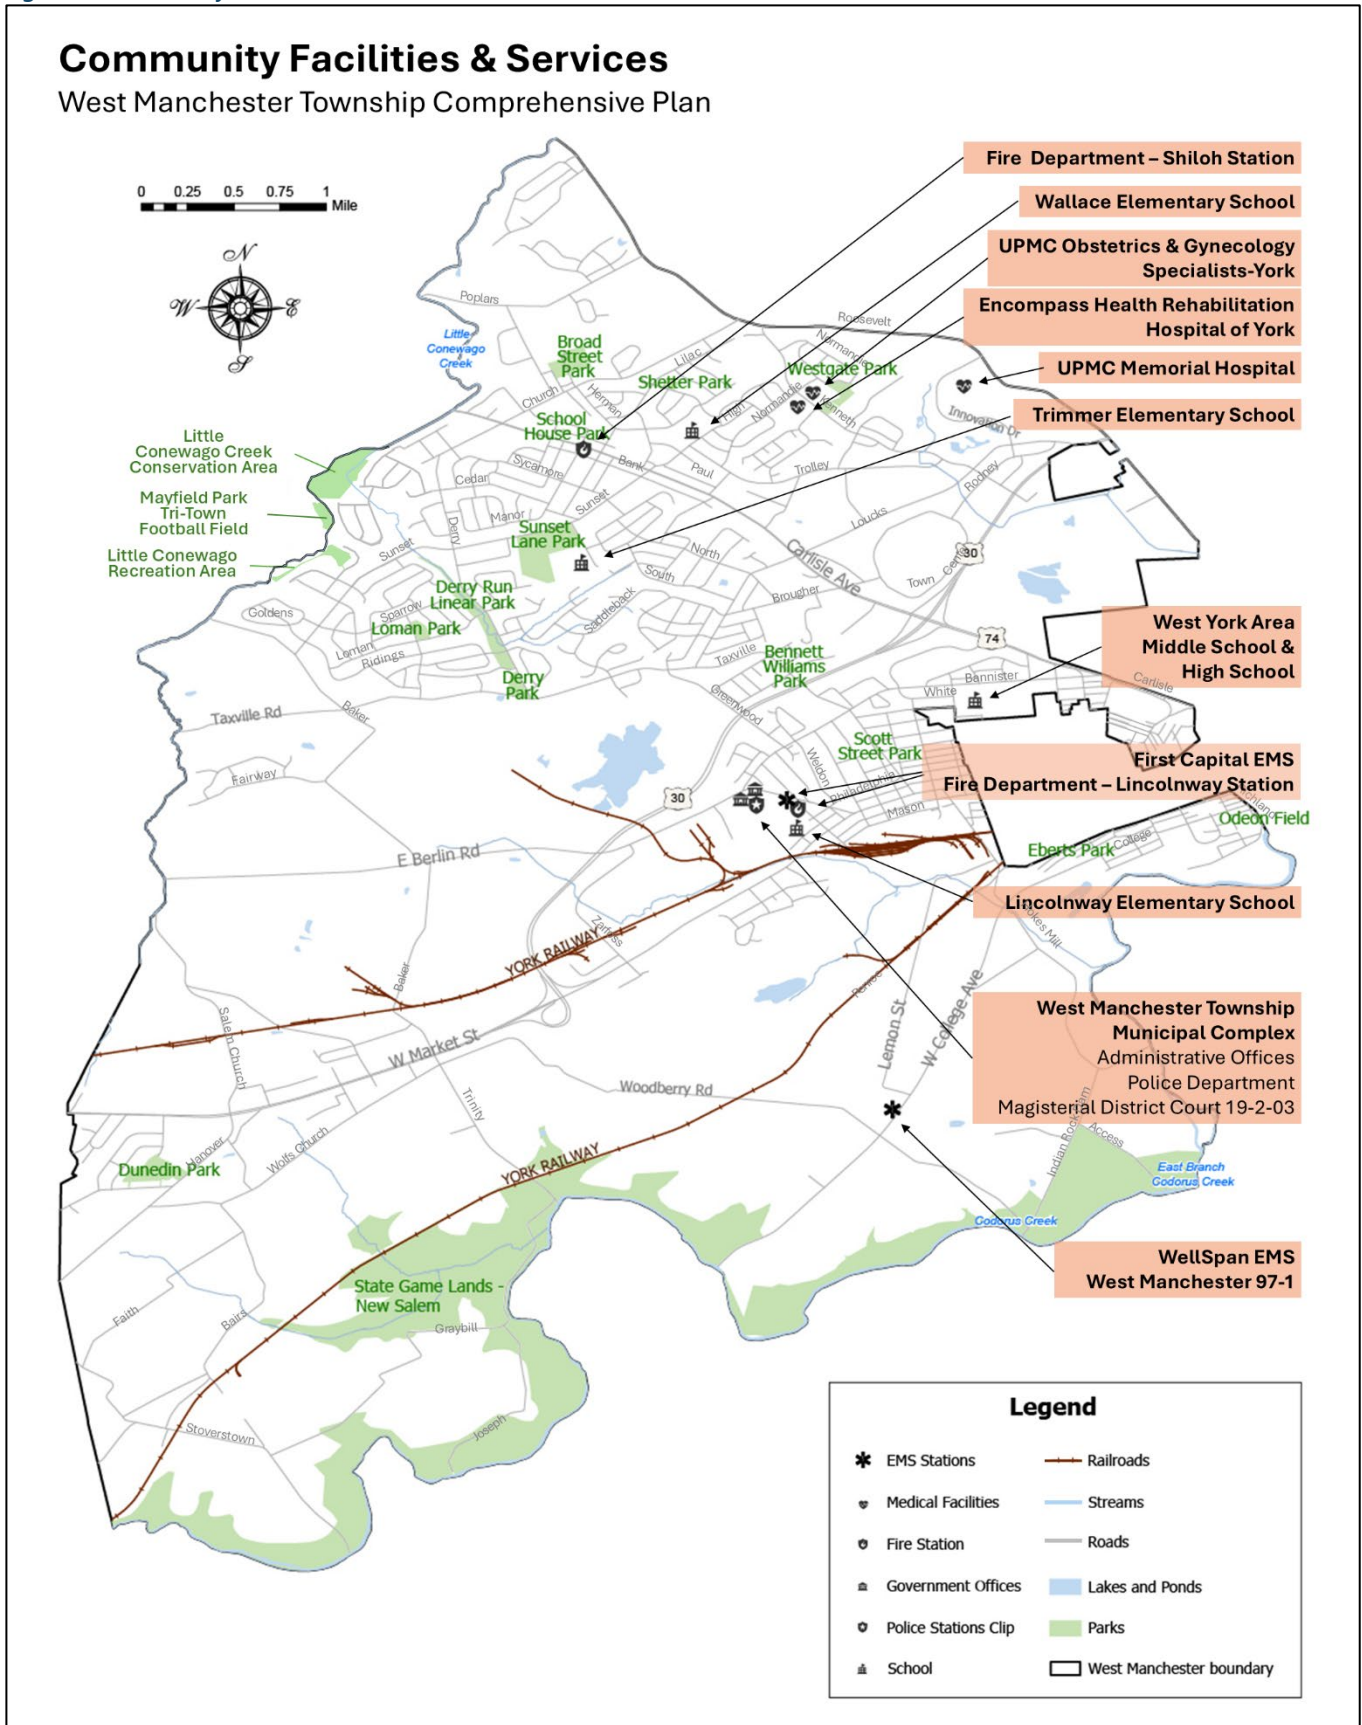 Community Facilities & Services
West Manchester Township Comprehensive Plan
0 0.25 0.5 0.75 1
Mile
N
W
E
S
Fire Department – Shiloh Station
Wallace Elementary School
UPMC Obstetrics & Gynecology
Specialists-York
Encompass Health Rehabilitation
Hospital of York
UPMC Memorial Hospital
Trimmer Elementary School
Poplars
Little
Conewago
Creek
Roosevelt
Normandie
Lilac
Broad
Street
Park
Shelter Park
Westgate Park
Church
Herman
High
Normandie
Kenneth
Innovation Dr
School
House Park
Little
Conewago Creek
Conservation Area
Sycamore
Bank
Paul
Trolley
Rodney
Cedar
Mayfield Park
Tri-Town
Football Field
Manor
Sunset
Derry
Loucks
Sunset
Lane Park
Sunset
North
Carlisle Ave
30
Little Conewago
Recreation Area
South
Town
Derry Run
Linear Park
Brougher
Saddleback
Goldens
Sparrow
Loman Park
Loman
Ridings
74
West York Area
Middle School &
High School
Taxville
Bennett
Williams
Park
Bannister
White
Carlisle
Derry
Park
Greenwood
Taxville Rd
Baker
Scott
Street Park
Weldon
Fairway
First Capital EMS
Fire Department – Lincolnway Station
Philadelphia
30
Mason
Odeon Field
E Berlin Rd
College
Eberts Park
Lincolnway Elementary School
Zarfoss
YORK RAILWAY
Baker
Salem Church
W Market St
Lemon St
W College Ave
West Manchester Township
Municipal Complex
Administrative Offices
Police Department
Magisterial District Court 19-2-03
Woodberry Rd
Trinity
Hanover
Wolfs Church
YORK RAILWAY
Access
Dunedin Park
East Branch
Codorus Creek
Codorus Creek
WellSpan EMS
West Manchester 97-1
State Game Lands -
New Salem
Faith
Bairs
Graybill
Stoverstown
Joseph
Legend
EMS Stations
Railroads
Medical Facilities
Streams
Fire Station
Roads
Government Offices
Lakes and Ponds
Police Stations Clip
Parks
School
West Manchester boundary